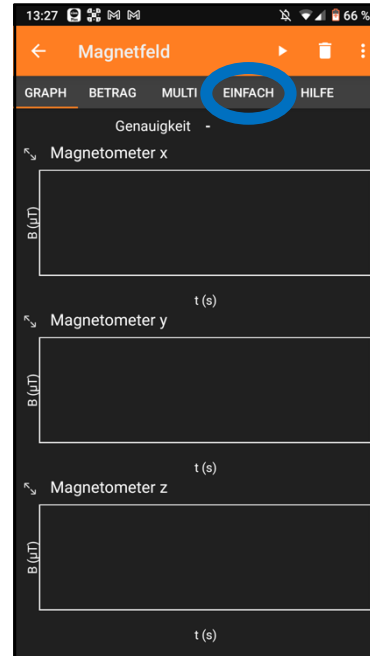 13:27 66 %
Magnetfeld
GRAPH BETRAG MULTI EINFACH HILFE
Genauigkeit -
Magnetometer x
B (µT)
t (s)
Magnetometer y
B (µT)
t (s)
Magnetometer z
B (µT)
t (s)